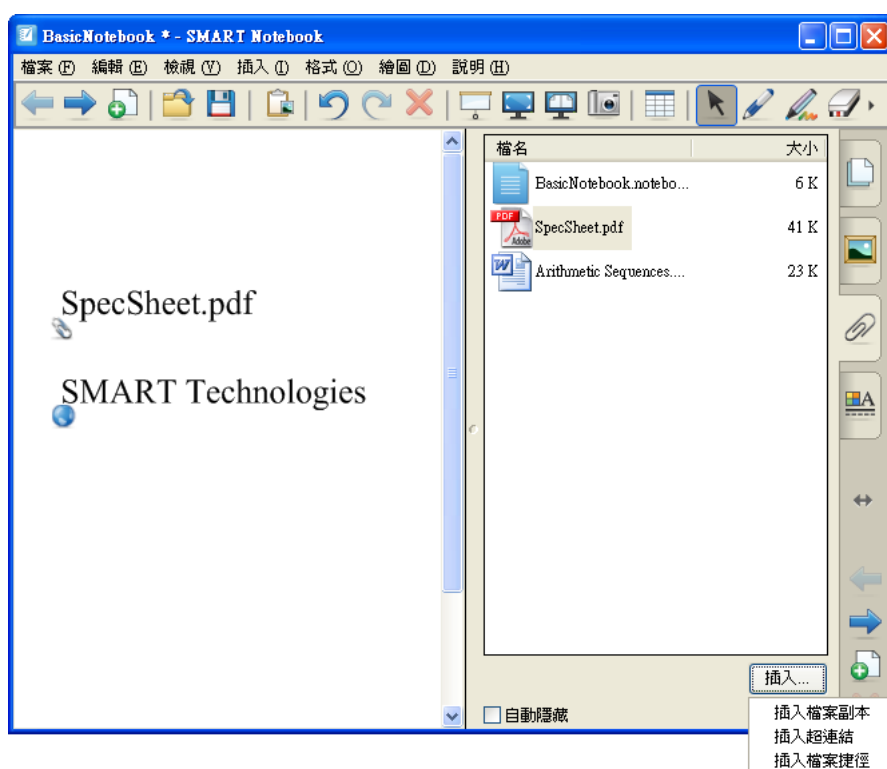 BasicNotebook * - SMART Notebook
檔案(F) 編輯(E) 檢視(V) 插入(I) 格式(O) 繪圖(D) 説明(H)
檔名 大小
BasicNotebook.notebo... 6 K
PDF
Adobe
SpecSheet.pdf 41 K
W
Arithmetic Sequences.... 23 K
SpecSheet.pdf
SMART Technologies
A
插入...
自動隱藏
插入檔案副本
插入超連結
插入檔案捷徑